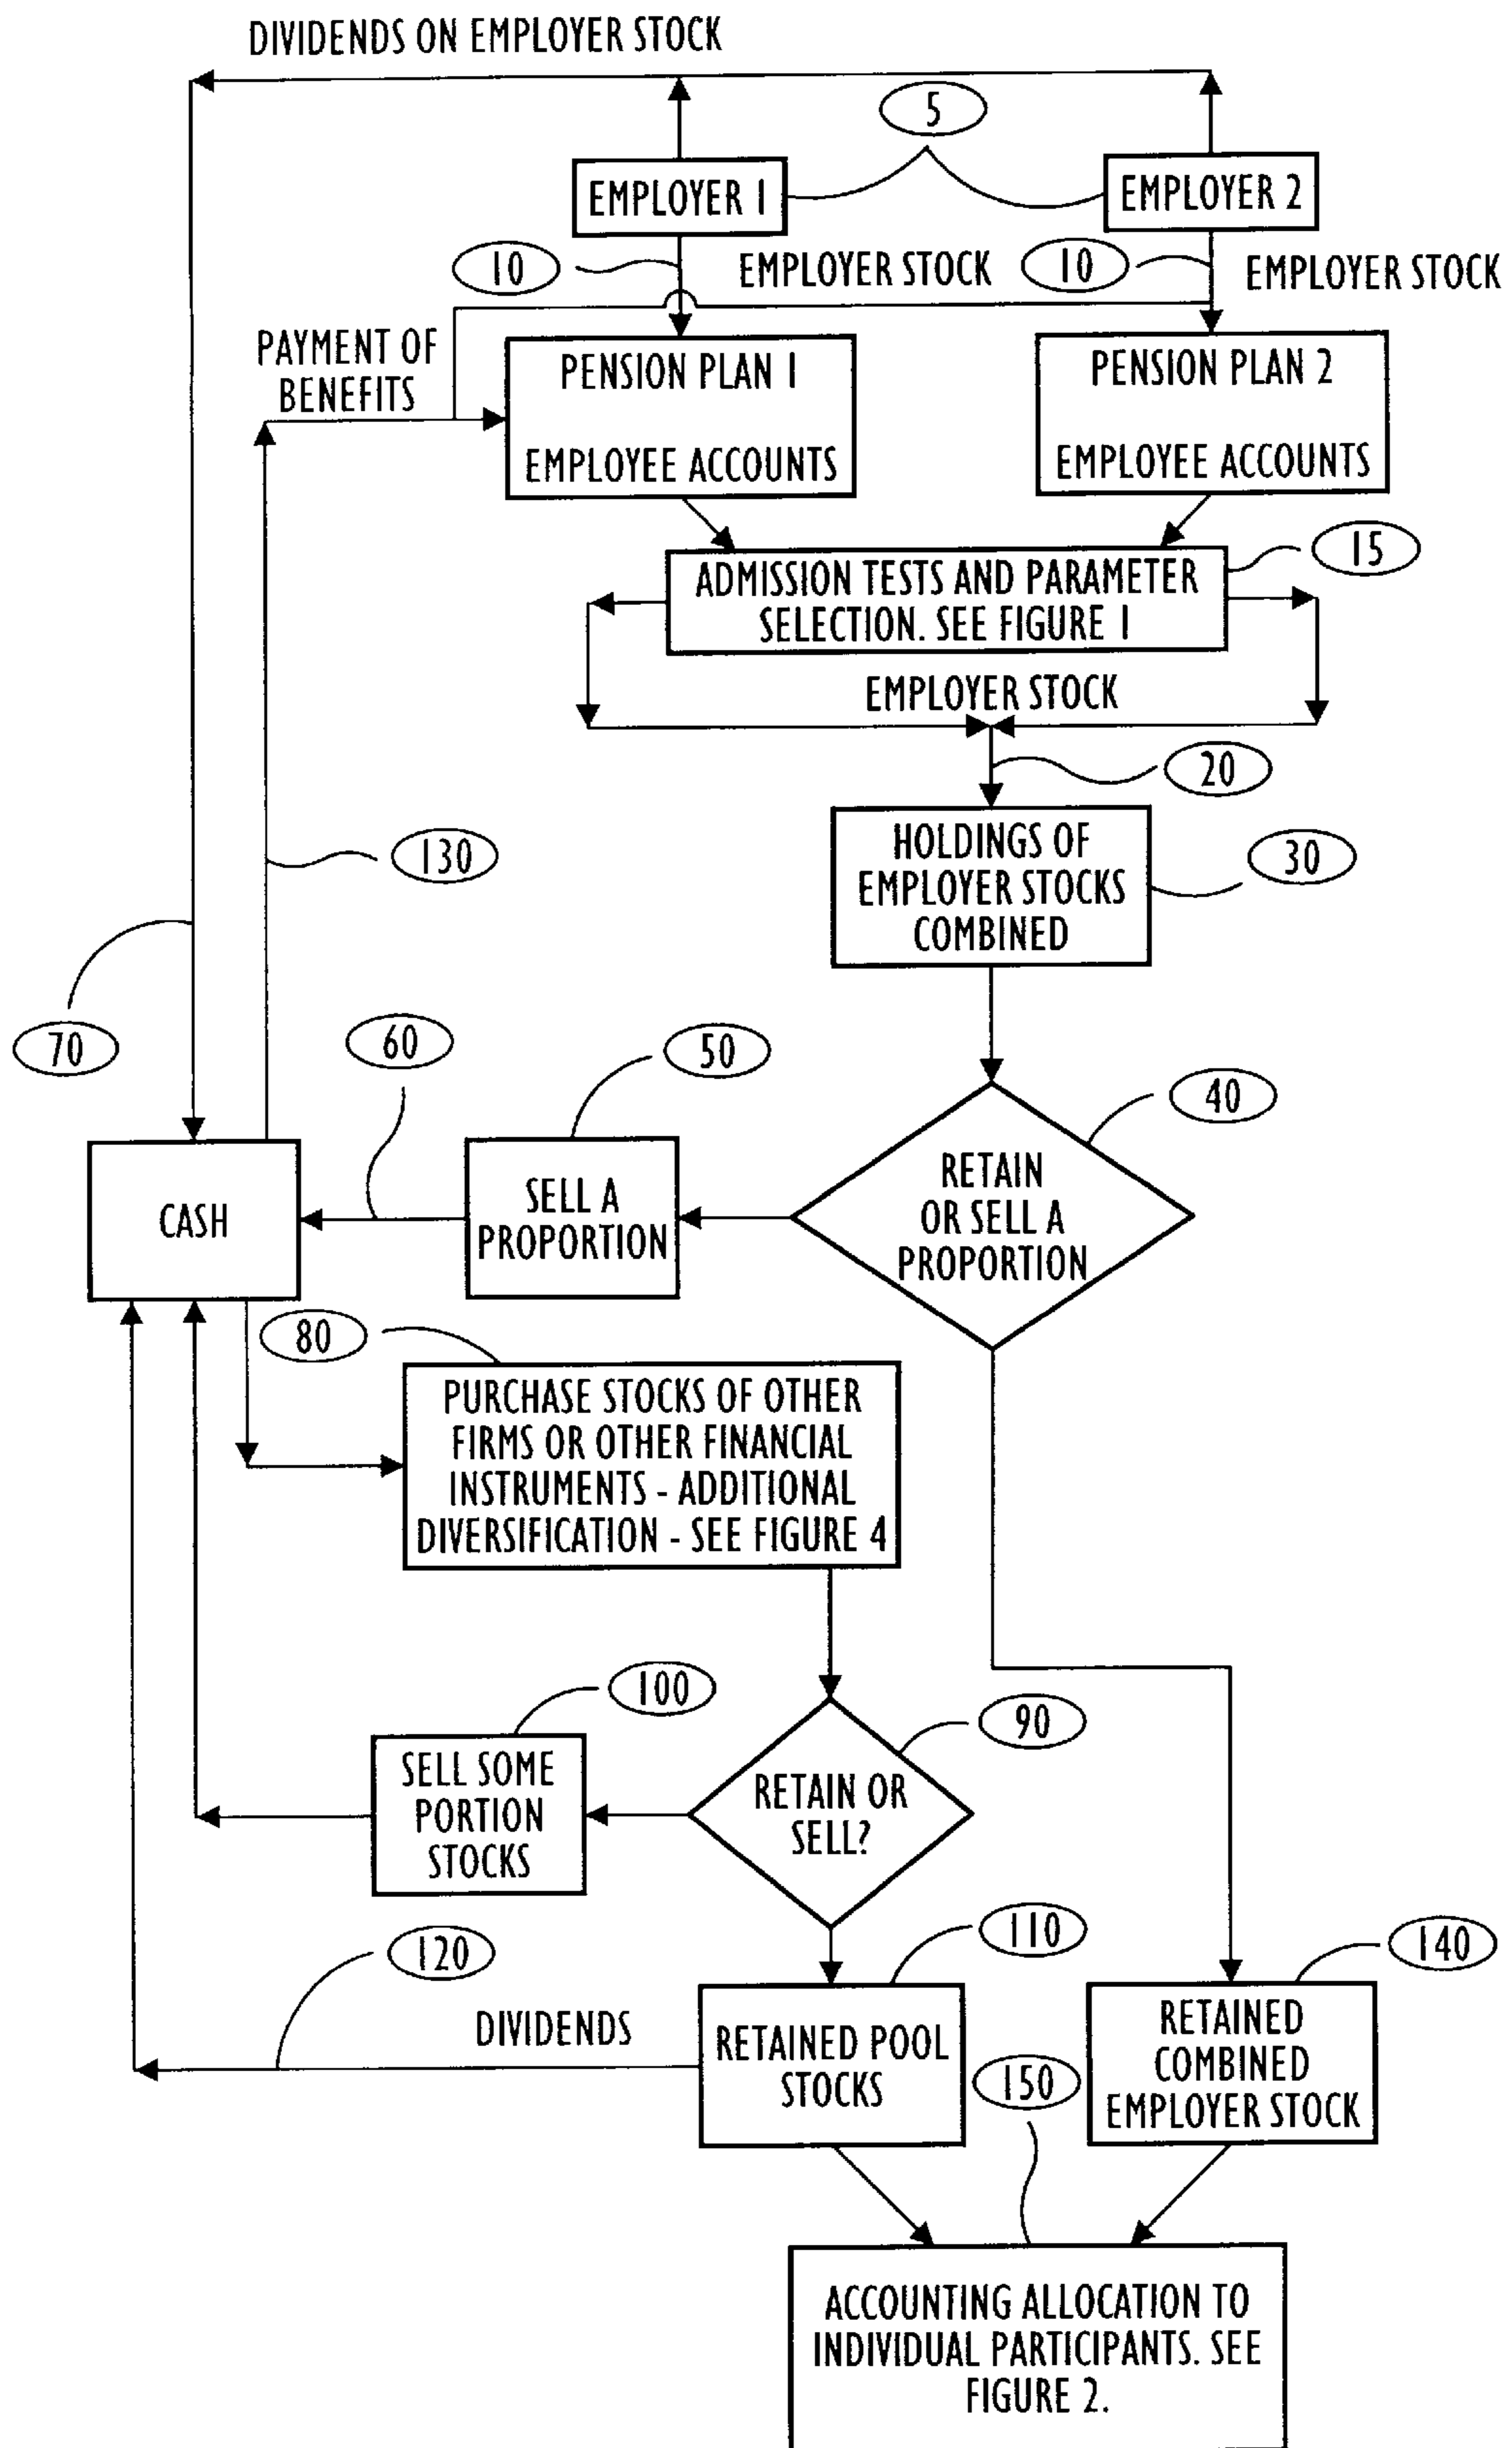 DIVIDENDS ON EMPLOYER STOCK
5
EMPLOYER 1
EMPLOYER 2
10
EMPLOYER STOCK
10
EMPLOYER STOCK
PAYMENT OF
BENEFITS
PENSION PLAN 1
EMPLOYEE ACCOUNTS
PENSION PLAN 2
EMPLOYEE ACCOUNTS
15
ADMISSION TESTS AND PARAMETER
SELECTION. SEE FIGURE 1
EMPLOYER STOCK
20
130
HOLDINGS OF
EMPLOYER STOCKS
COMBINED
30
70
60
50
40
CASH
SELL A
PROPORTION
RETAIN
OR SELL A
PROPORTION
80
PURCHASE STOCKS OF OTHER
FIRMS OR OTHER FINANCIAL
INSTRUMENTS - ADDITIONAL
DIVERSIFICATION - SEE FIGURE 4
100
90
SELL SOME
PORTION
STOCKS
RETAIN OR
SELL?
120
110
140
DIVIDENDS
RETAINED POOL
STOCKS
150
RETAINED
COMBINED
EMPLOYER STOCK
ACCOUNTING ALLOCATION TO
INDIVIDUAL PARTICIPANTS. SEE
FIGURE 2.